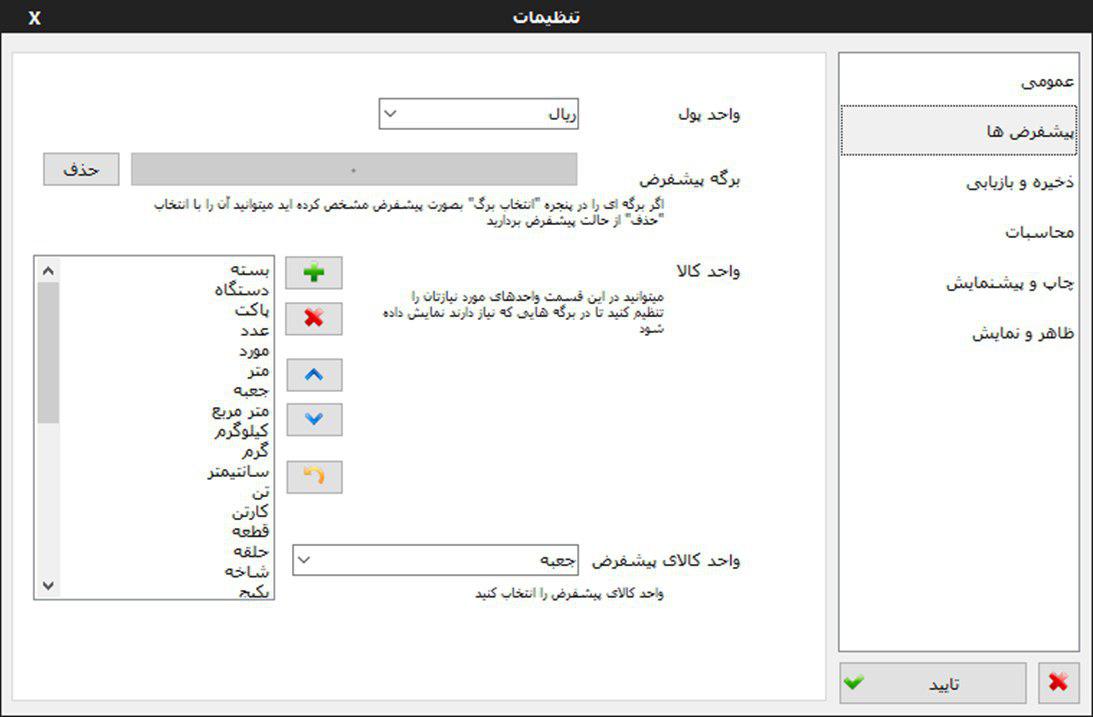 تنظیمات
X
عمومی
پیشفرض ها
ذخیره و بازیابی
محاسبات
چاپ و پیشنمایش
ظاهر و نمایش
تایید
واحد پول
ریال
برگه پیشفرض
۰
حذف
اگر برگه ای را در پنجره "انتخاب برگ" بصورت پیشفرض مشخص کرده اید میتوانید آن را با انتخاب
"حذف" از حالت پیشفرض بردارید
واحد کالا
میتوانید در این قسمت واحدهای مورد نیازتان را
تنظیم کنید تا در برگه هایی که نیاز دارند نمایش داده
شود
بسته
دستگاه
پاکت
عدد
مورد
متر
جعبه
متر مربع
کیلوگرم
گرم
سانتیمتر
تن
کارتن
قطعه
حلقه
شاخه
پکیج
واحد کالای پیشفرض
جعبه
واحد کالای پیشفرض را انتخاب کنید